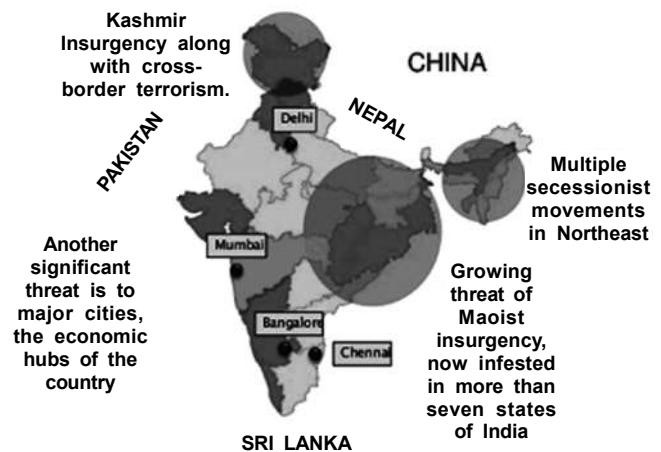 Kashmir
Insurgency along
with cross-
border terrorism.
CHINA
NEPAL
PAKISTAN
Delhi
Multiple
secessionist
movements
in Northeast
Another
significant
threat is to
major cities,
the economic
hubs of the
country
Mumbai
Growing
threat of
Maoist
insurgency,
now infested
in more than
seven states
of India
Bangalore
Chennai
SRI LANKA